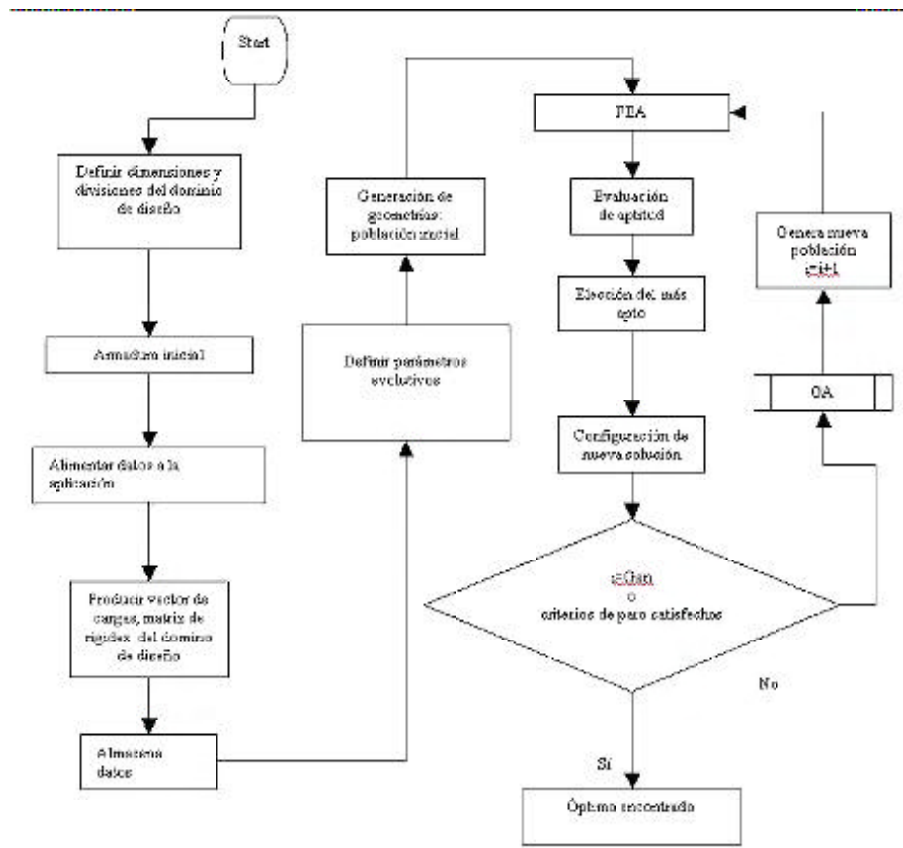 Start
Definir dimensiones y
divisiones del dominio
de diseño
Armadura inicial
Alimentar datos a la
aplicación
Producir vector de
cargas, matriz de
rigidez del domino
de diseño
Almacena
datos
Definir parámetros
evolutivos
Generación de
geometrías:
población inicial
FEA
Evaluación
de aptitud
Elección del más
apto
Configuración de
nueva solución
i=Gen
o
criterios de paro satisfechos
No
Sí
Óptimo encontrado
GA
Genera nueva
población
i=i+1